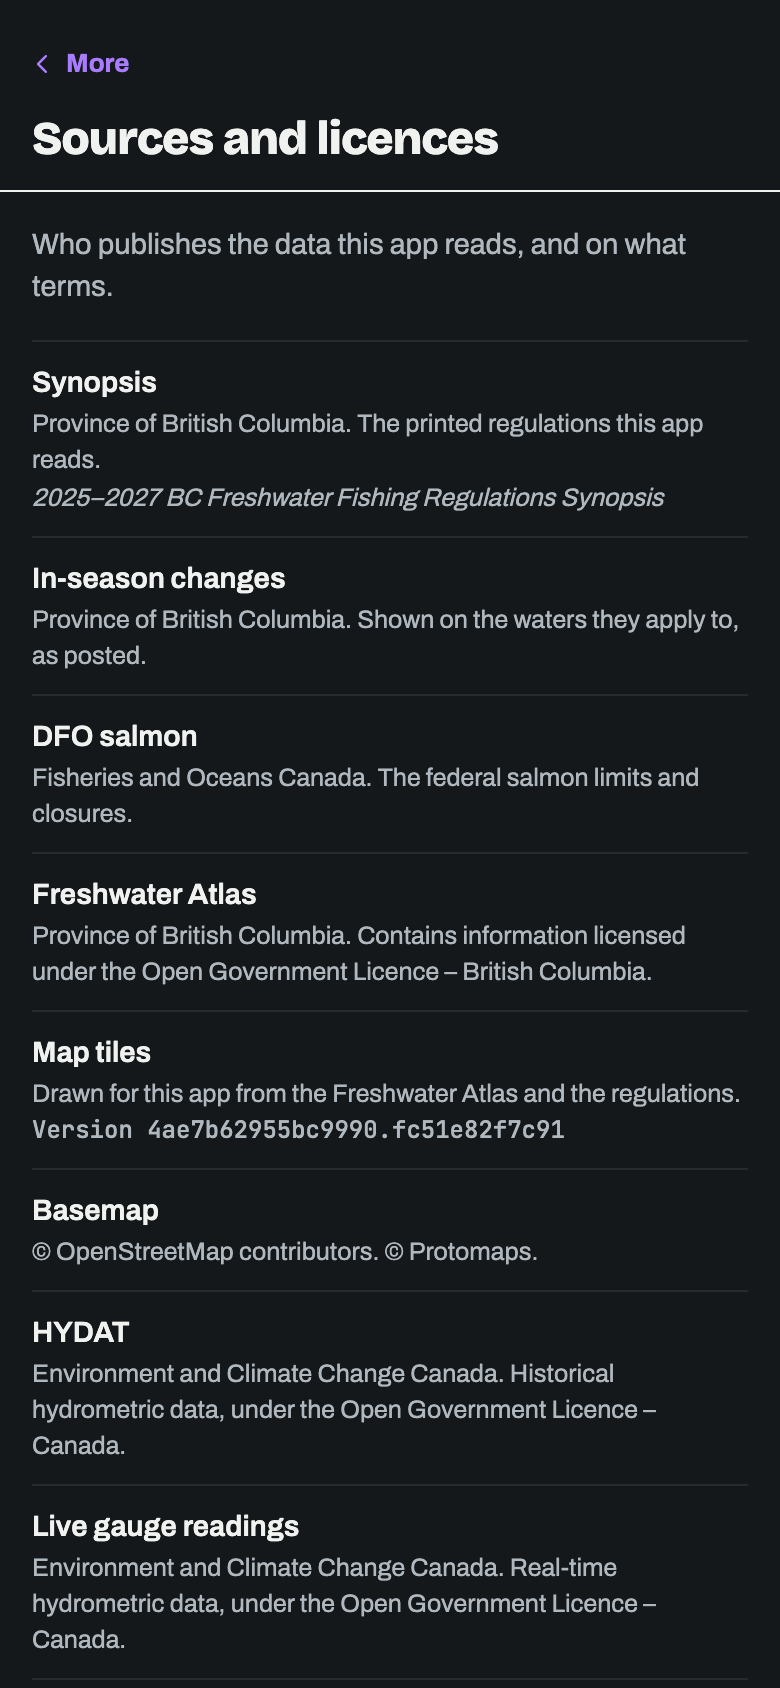 More
Sources and licences
Who publishes the data this app reads, and on what
terms.
Synopsis
Province of British Columbia. The printed regulations this app
reads.
2025–2027 BC Freshwater Fishing Regulations Synopsis
In-season changes
Province of British Columbia. Shown on the waters they apply to,
as posted.
DFO salmon
Fisheries and Oceans Canada. The federal salmon limits and
closures.
Freshwater Atlas
Province of British Columbia. Contains information licensed
under the Open Government Licence – British Columbia.
Map tiles
Drawn for this app from the Freshwater Atlas and the regulations.
Version 4ae7b62955bc9990.fc51e82f7c91
Basemap
© OpenStreetMap contributors. © Protomaps.
HYDAT
Environment and Climate Change Canada. Historical
hydrometric data, under the Open Government Licence –
Canada.
Live gauge readings
Environment and Climate Change Canada. Real-time
hydrometric data, under the Open Government Licence –
Canada.